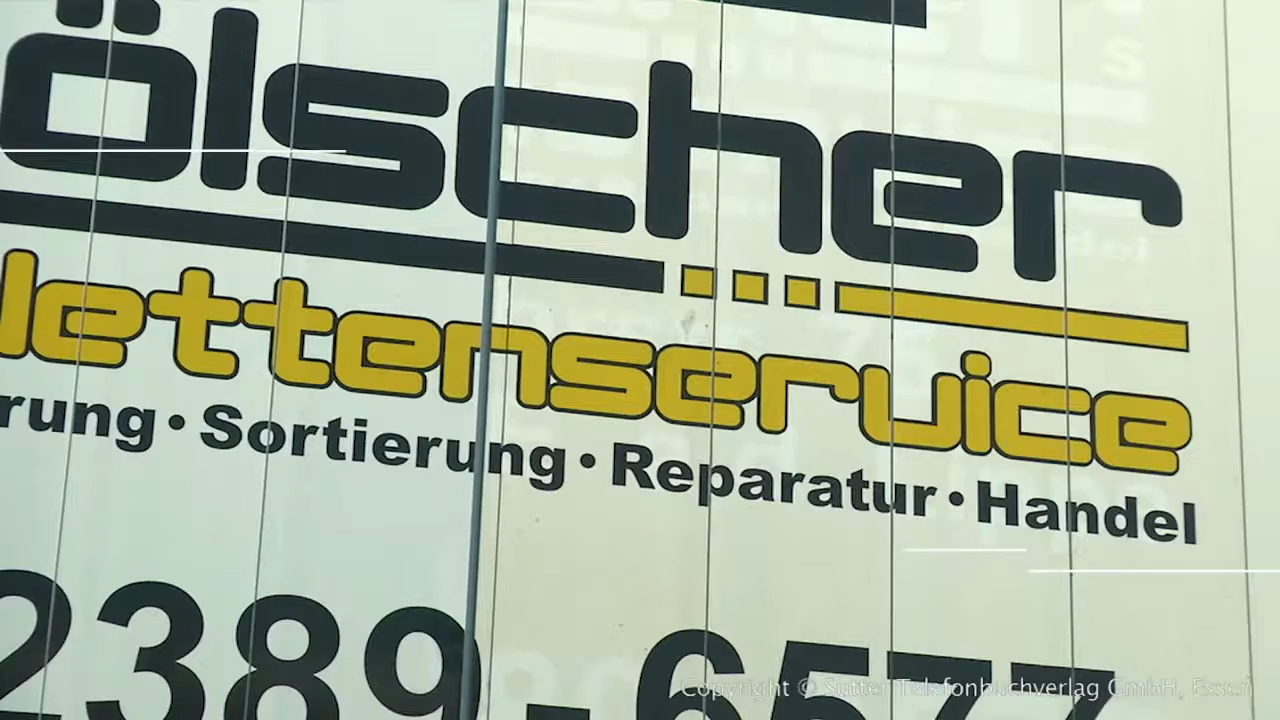 ölscher
lettenservice
rung · Sortierung · Reparatur · Handel
2389-6577
Copyright © Sutter Telefonbuchverlag GmbH, Essen